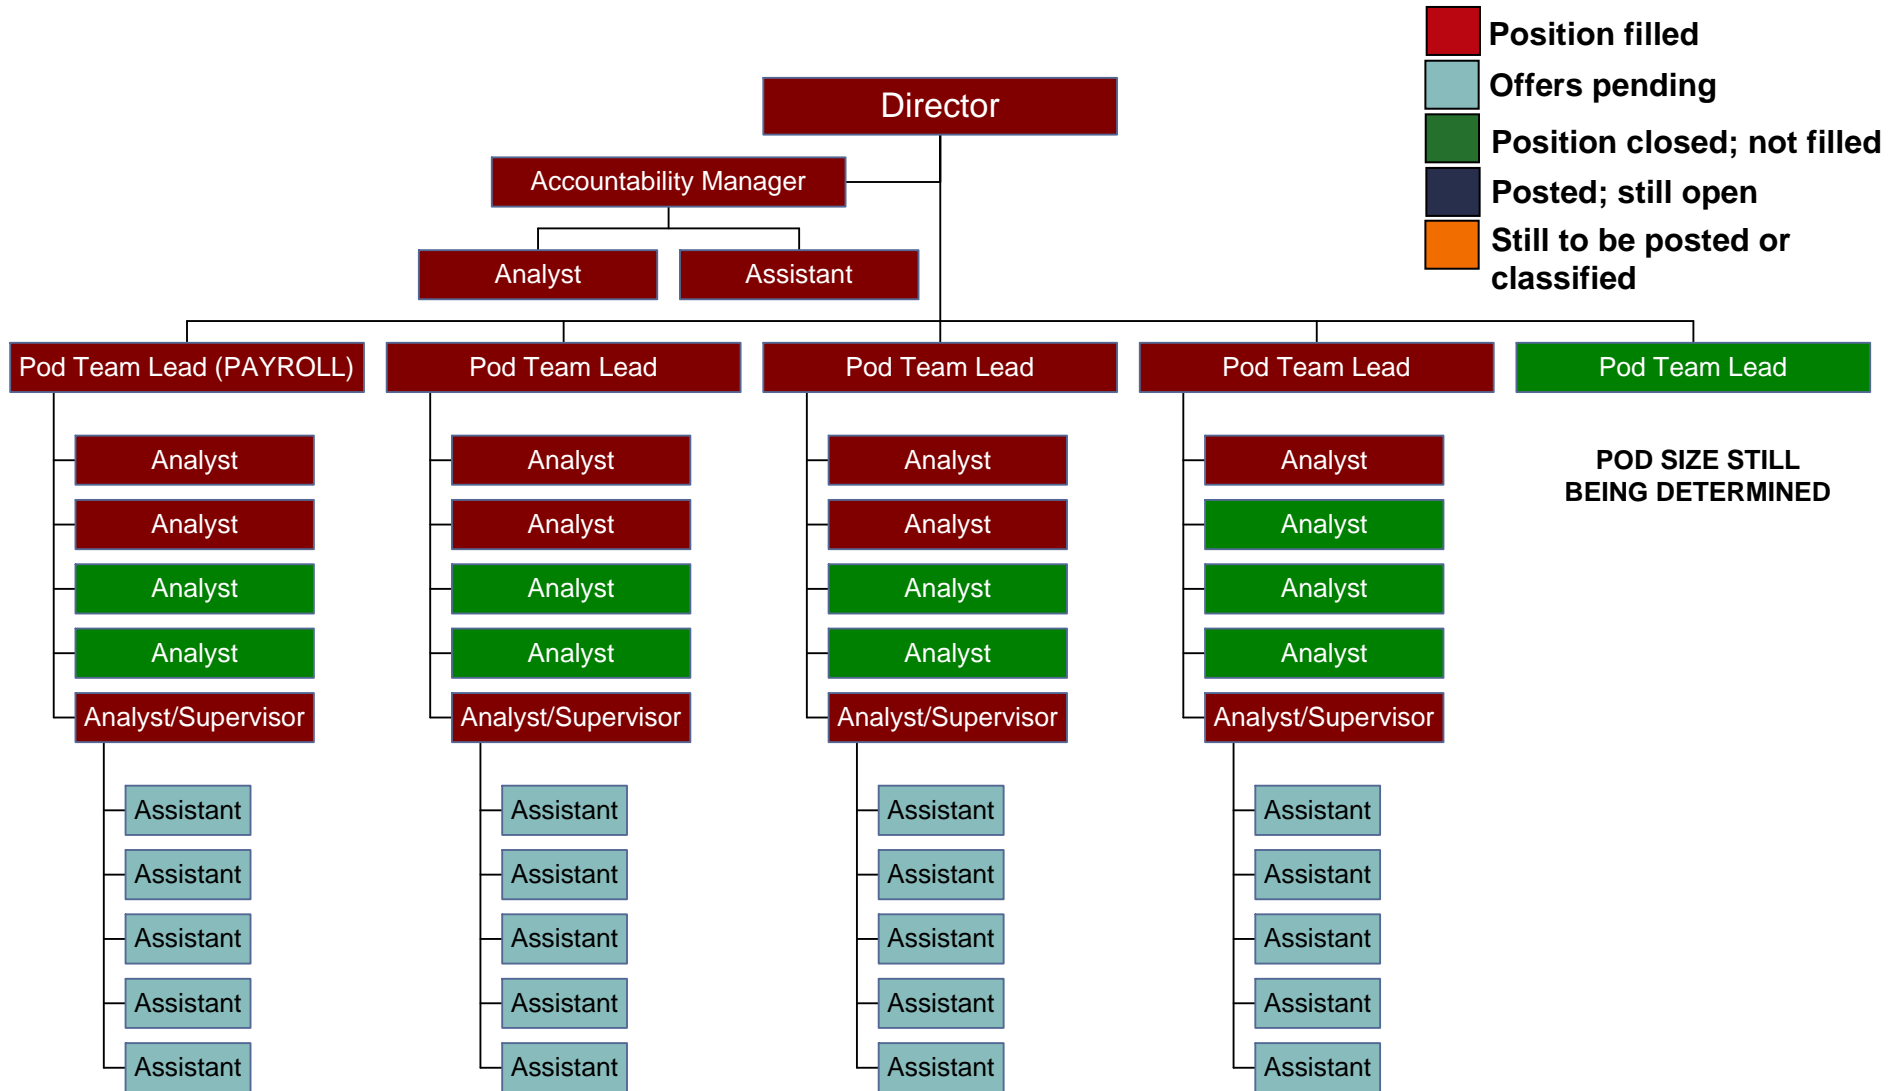 Position filled
Offers pending
Position closed; not filled
Posted; still open
Still to be posted or
classified
Director
Accountability Manager
Analyst
Assistant
Pod Team Lead (PAYROLL)
Pod Team Lead
Pod Team Lead
Pod Team Lead
Pod Team Lead
Analyst
Analyst
Analyst
Analyst
Analyst/Supervisor
Assistant
Assistant
Assistant
Assistant
Assistant
Analyst
Analyst
Analyst
Analyst
Analyst/Supervisor
Assistant
Assistant
Assistant
Assistant
Assistant
Analyst
Analyst
Analyst
Analyst
Analyst/Supervisor
Assistant
Assistant
Assistant
Assistant
Assistant
Analyst
Analyst
Analyst
Analyst
Analyst/Supervisor
Assistant
Assistant
Assistant
Assistant
Assistant
POD SIZE STILL
BEING DETERMINED